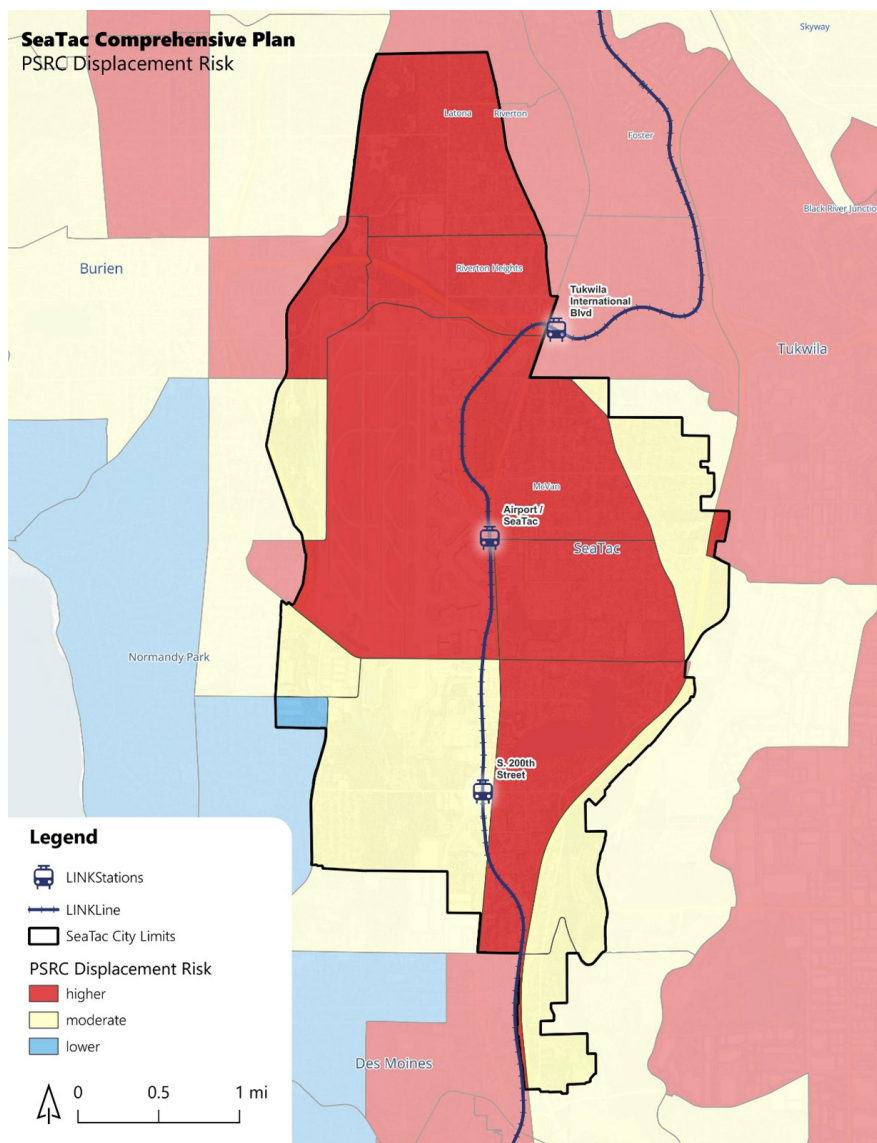 SeaTac Comprehensive Plan
PSRC Displacement Risk
Skyway
Latona
Riverton
Foster
Black River Junction
Burien
Riverton Heights
Tukwila
International
Blvd
Tukwila
McVan
Airport /
SeaTac
SeaTac
Normandy Park
S. 200th
Street
Legend
LINKStations
LINKLine
SeaTac City Limits
PSRC Displacement Risk
higher
moderate
lower
Des Moines
0 0.5 1 mi